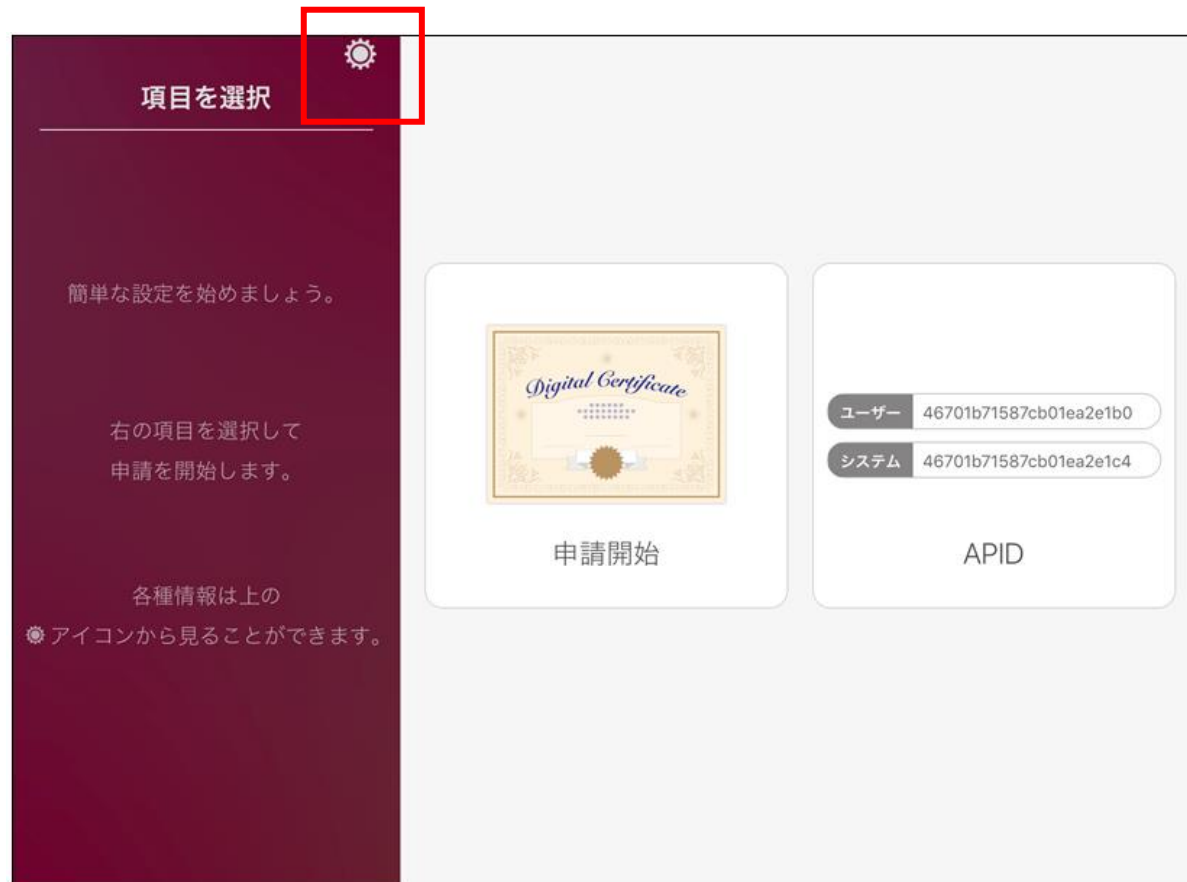 項目を選択
簡単な設定を始めましょう。
右の項目を選択して
申請を開始します。
各種情報は上の
アイコンから見ることができます。
Digital Certificate
申請開始
ユーザー 46701b71587cb01ea2e1b0
システム 46701b71587cb01ea2e1c4
APID